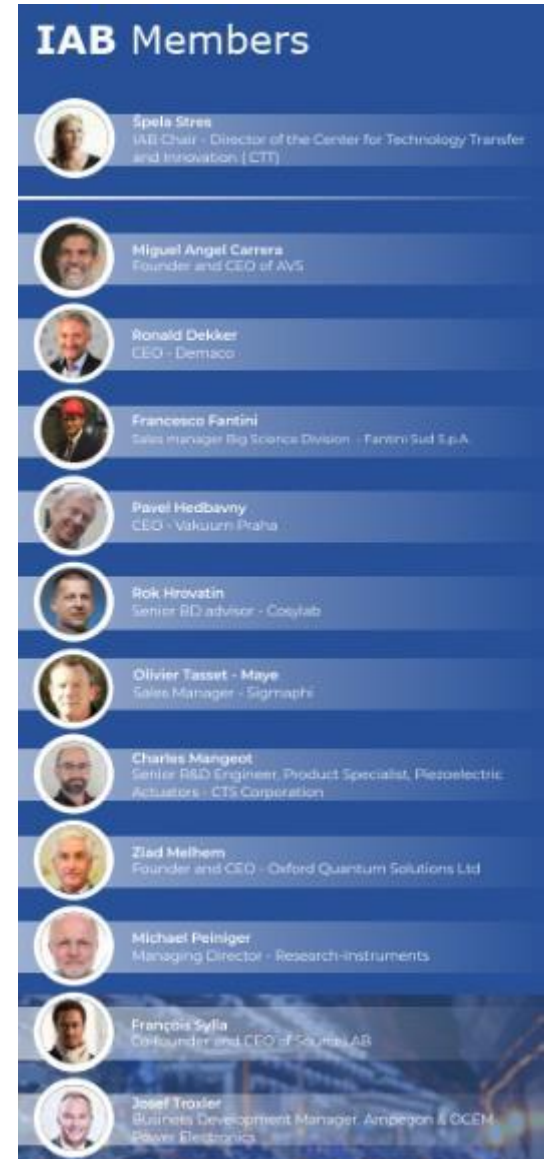 IAB Members
Špela Stres
IAB Chair - Director of the Center for Technology Transfer
and Innovation ( CTT)
Miguel Angel Carrera
Founder and CEO of AVS
Ronald Dekker
CEO - Demaco
Francesco Fantini
Sales manager Big Science Division - Fantini Sud S.p.A.
Pavel Hedbavny
CEO - Vakuum Praha
Rok Hrovatin
Senior BD advisor - Cosylab
Olivier Tasset - Maye
Sales Manager - Sigmaphi
Charles Mangeot
Senior R&D Engineer, Product Specialist, Piezoelectric
Actuators - CTS Corporation
Ziad Melhem
Founder and CEO - Oxford Quantum Solutions Ltd
Michael Peiniger
Managing Director - Research-instruments
François Sylla
Co-founder and CEO of SourceLAB
Josef Troxler
Business Development Manager, Ampegon & OCEM
Power Electronics